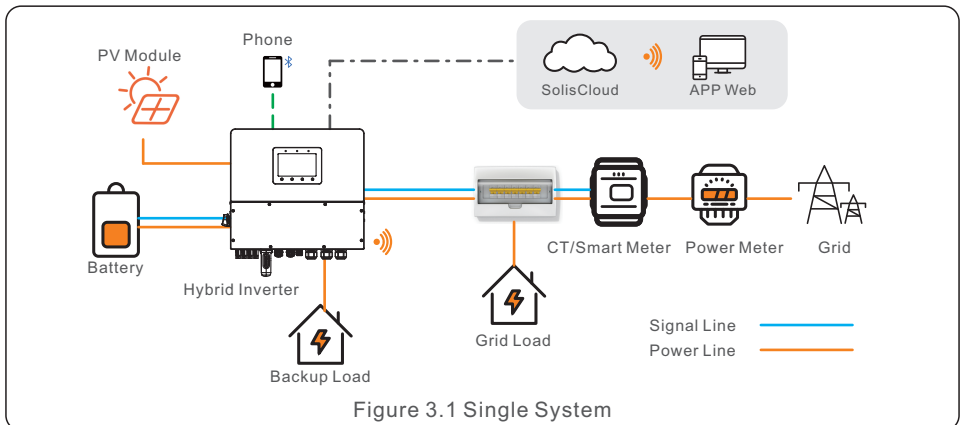 Phone
PV Module
SolisCloud
APP Web
CT/Smart Meter
Power Meter
Grid
Battery
Hybrid Inverter
Grid Load
Signal Line
Power Line
Backup Load
Figure 3.1 Single System